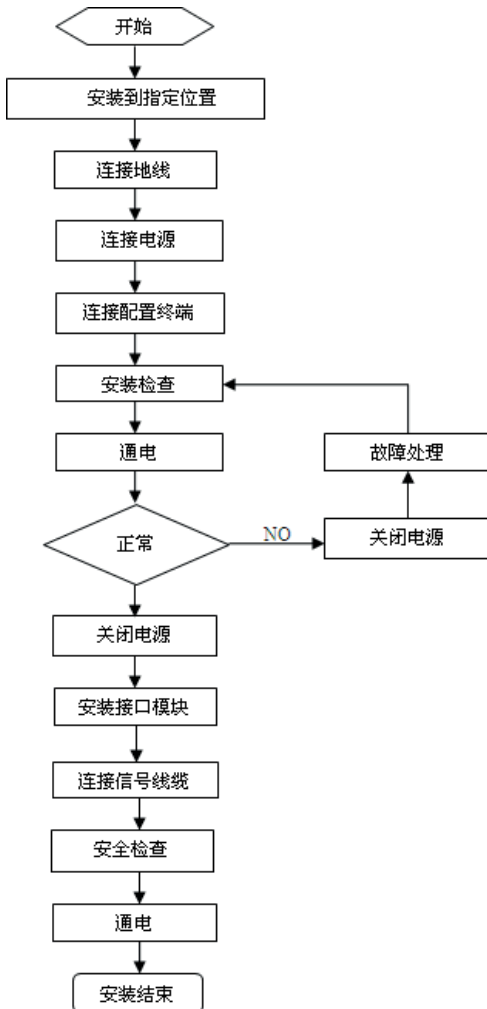 开始
安装到指定位置
连接地线
连接电源
连接配置终端
安装检查
通电
故障处理
正常
NO
关闭电源
关闭电源
安装接口模块
连接信号线缆
安全检查
通电
安装结束